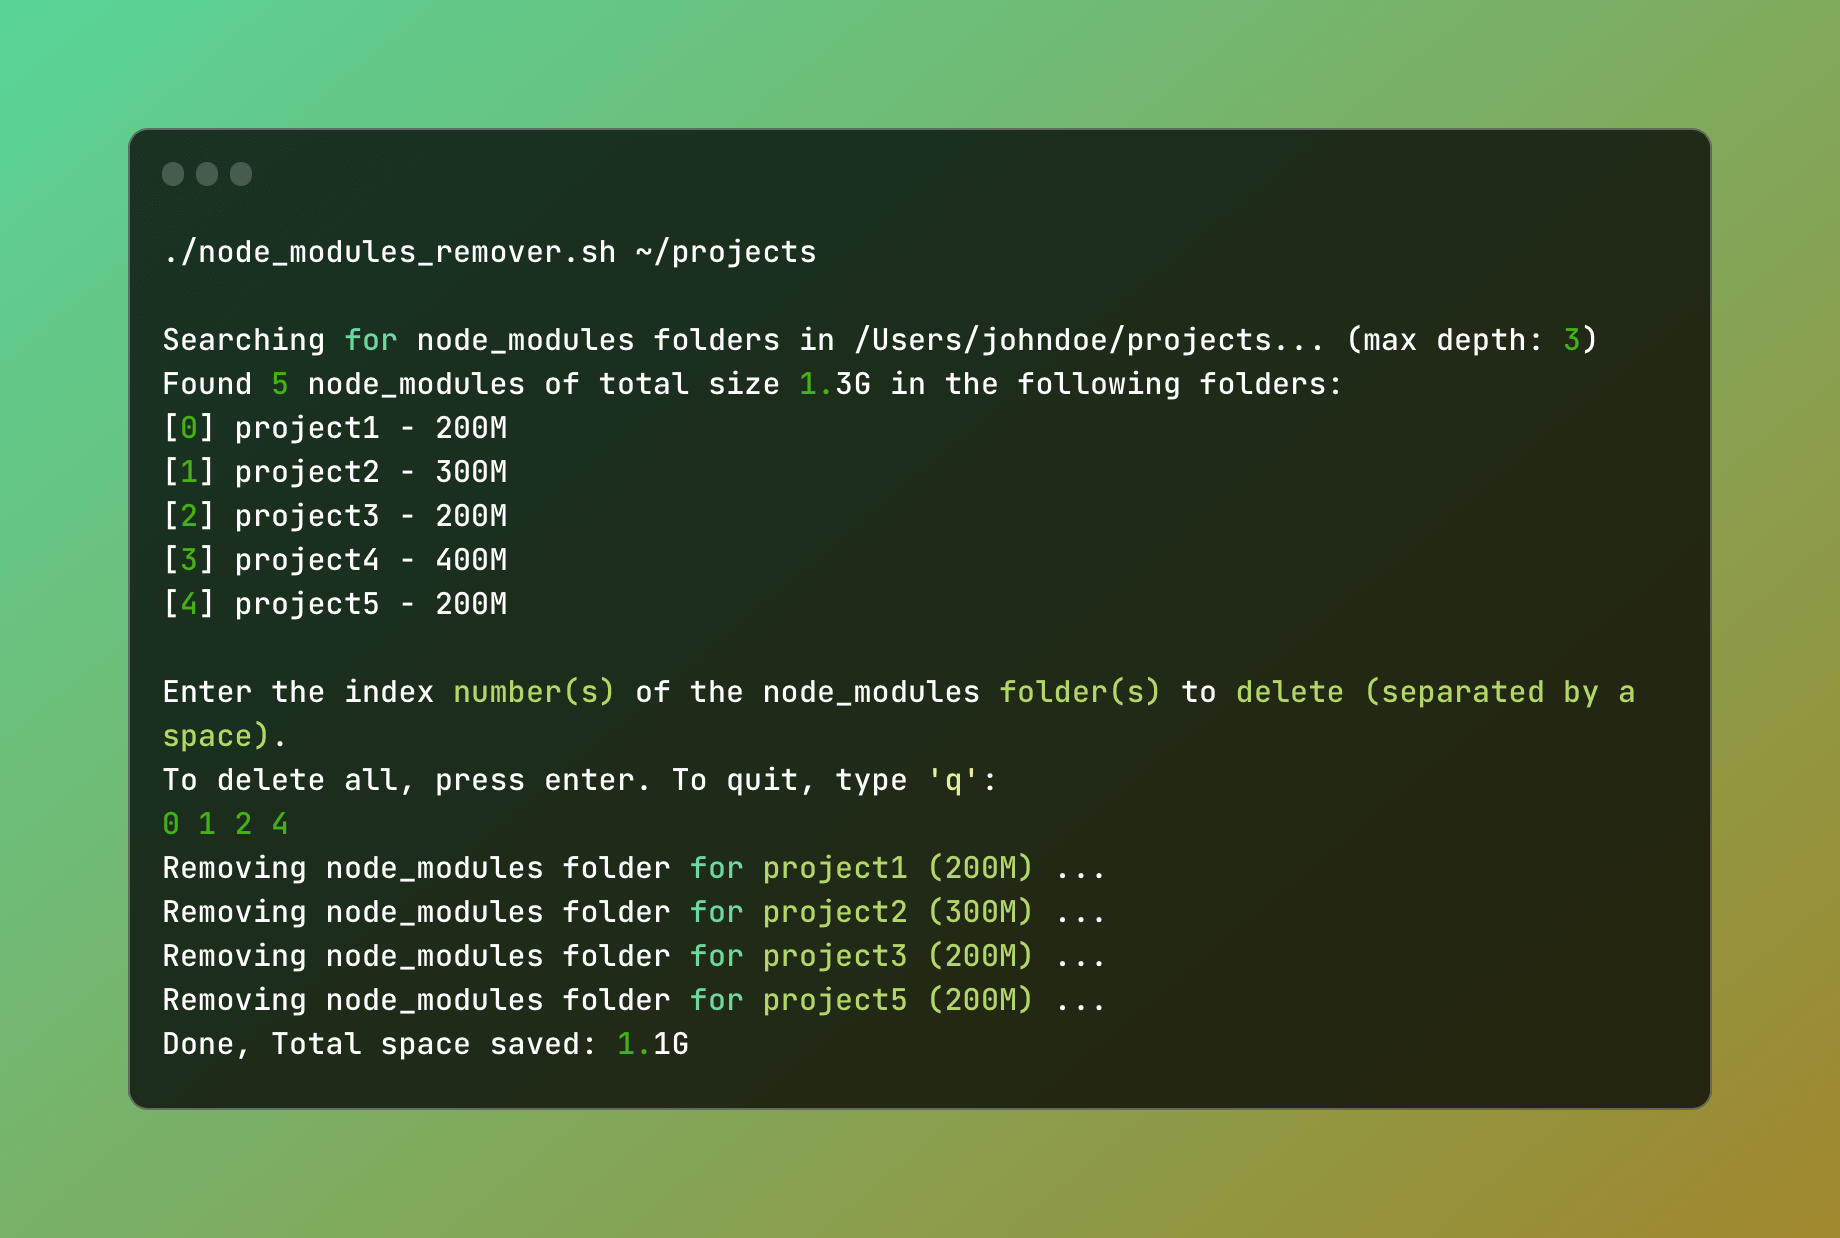 ./node_modules_remover.sh ~/projects
Searching for node_modules folders in /Users/johndoe/projects... (max depth: 3)
Found 5 node_modules of total size 1.3G in the following folders:
[0] project1 - 200M
[1] project2 - 300M
[2] project3 - 200M
[3] project4 - 400M
[4] project5 - 200M
Enter the index number(s) of the node_modules folder(s) to delete (separated by a
space).
To delete all, press enter. To quit, type 'q':
0 1 2 4
Removing node_modules folder for project1 (200M) ...
Removing node_modules folder for project2 (300M) ...
Removing node_modules folder for project3 (200M) ...
Removing node_modules folder for project5 (200M) ...
Done, Total space saved: 1.1G